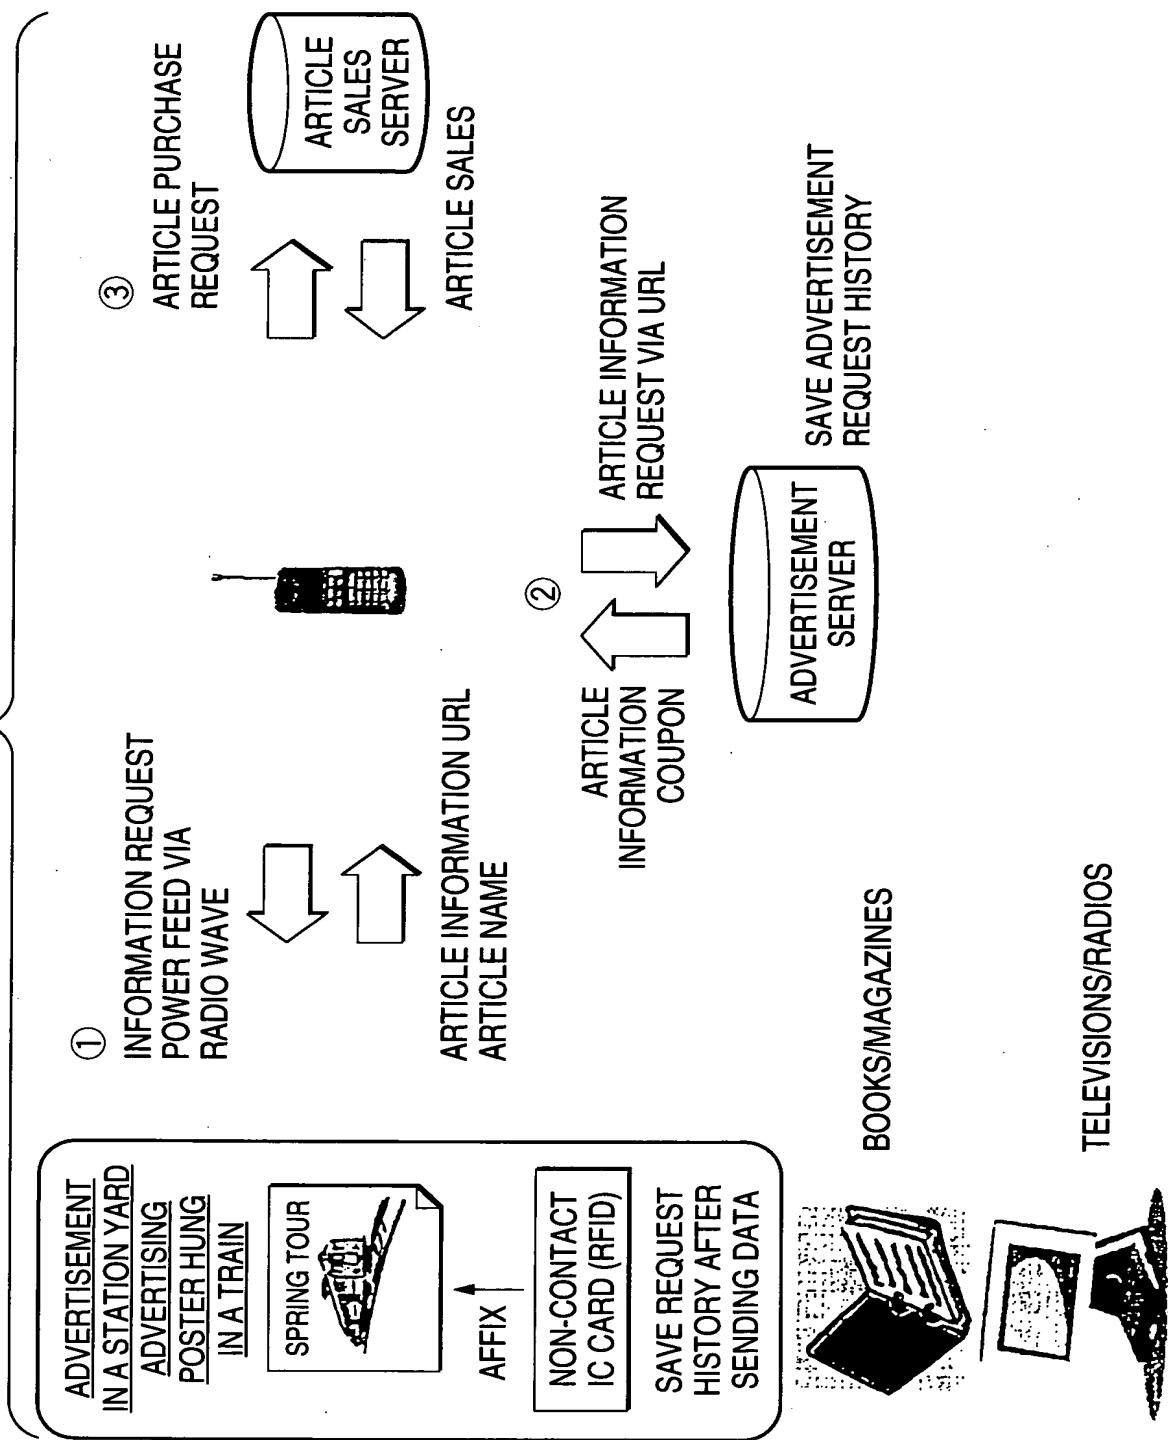 ADVERTISEMENT
IN A STATION YARD
ADVERTISING
POSTER HUNG
IN A TRAIN
SPRING TOUR
AFFIX
NON-CONTACT
IC CARD (RFID)
SAVE REQUEST
HISTORY AFTER
SENDING DATA
BOOKS/MAGAZINES
TELEVISIONS/RADIOS
①
INFORMATION REQUEST
POWER FEED VIA
RADIO WAVE
ARTICLE INFORMATION URL
ARTICLE NAME
②
ARTICLE
INFORMATION
COUPON
ARTICLE INFORMATION
REQUEST VIA URL
ADVERTISEMENT
SERVER
SAVE ADVERTISEMENT
REQUEST HISTORY
③
ARTICLE PURCHASE
REQUEST
ARTICLE SALES
ARTICLE
SALES
SERVER